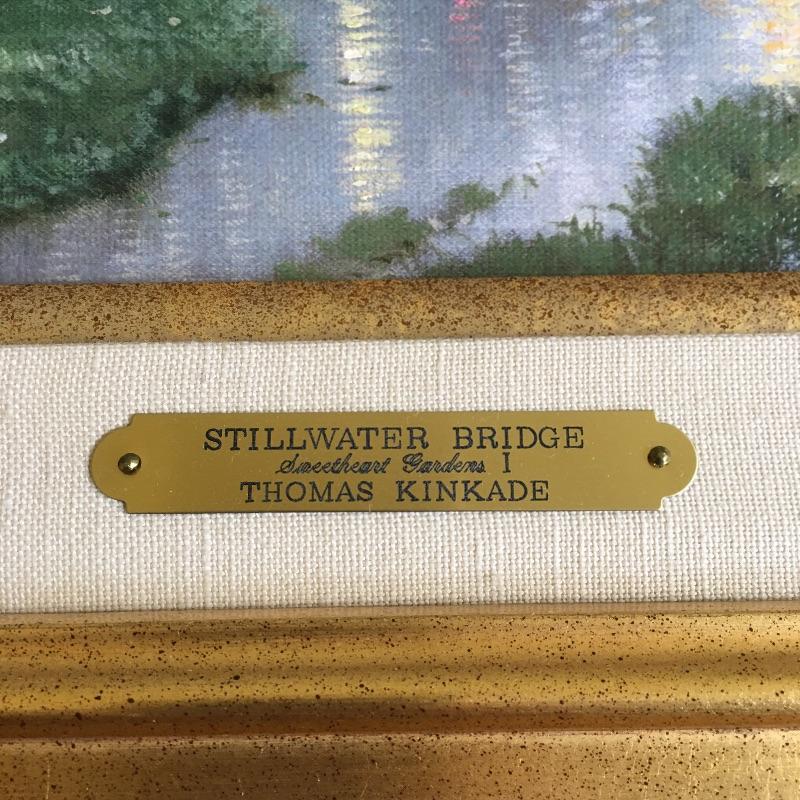 STILLWATER BRIDGE
Sweetheart Gardens I
THOMAS KINKADE